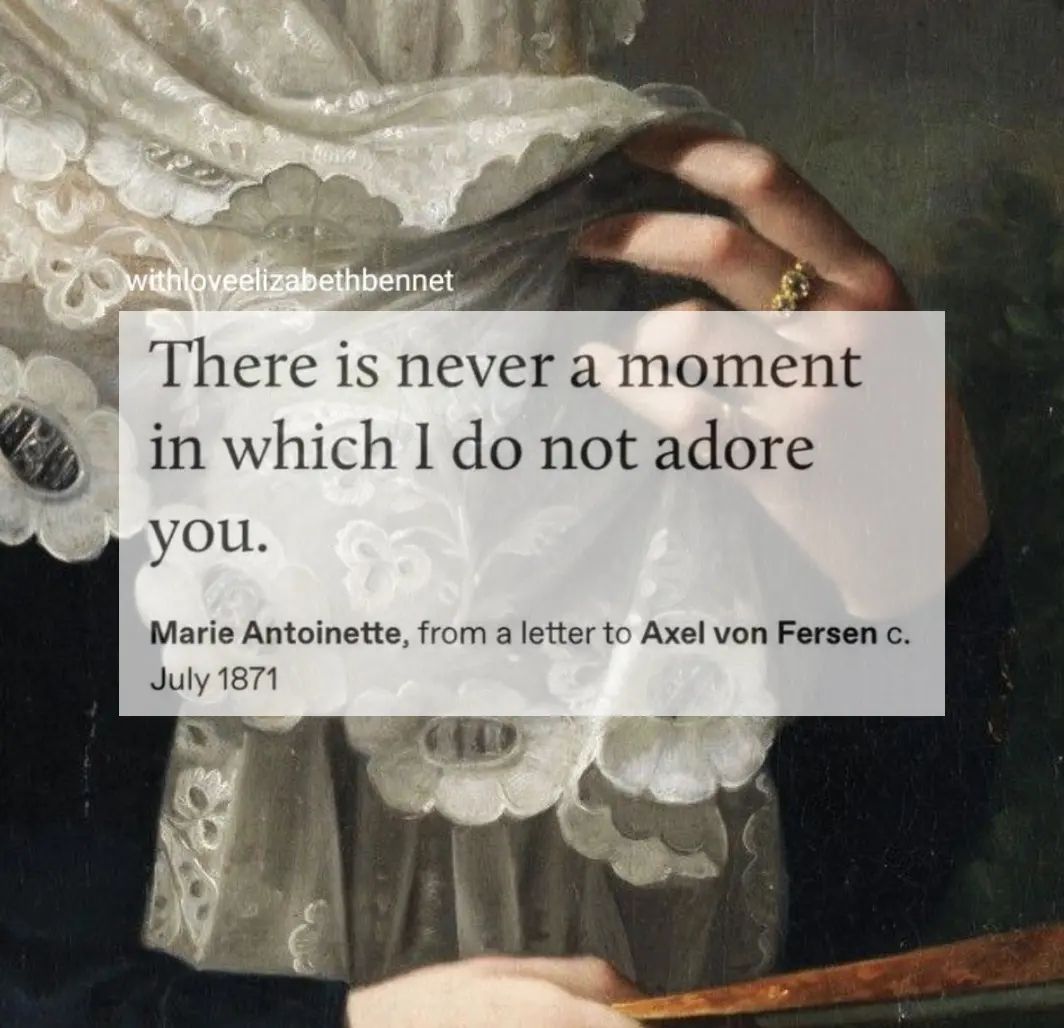 withloveelizabethbennet
There is never a moment
in which I do not adore
you.
Marie Antoinette, from a letter to Axel von Fersen c.
July 1871